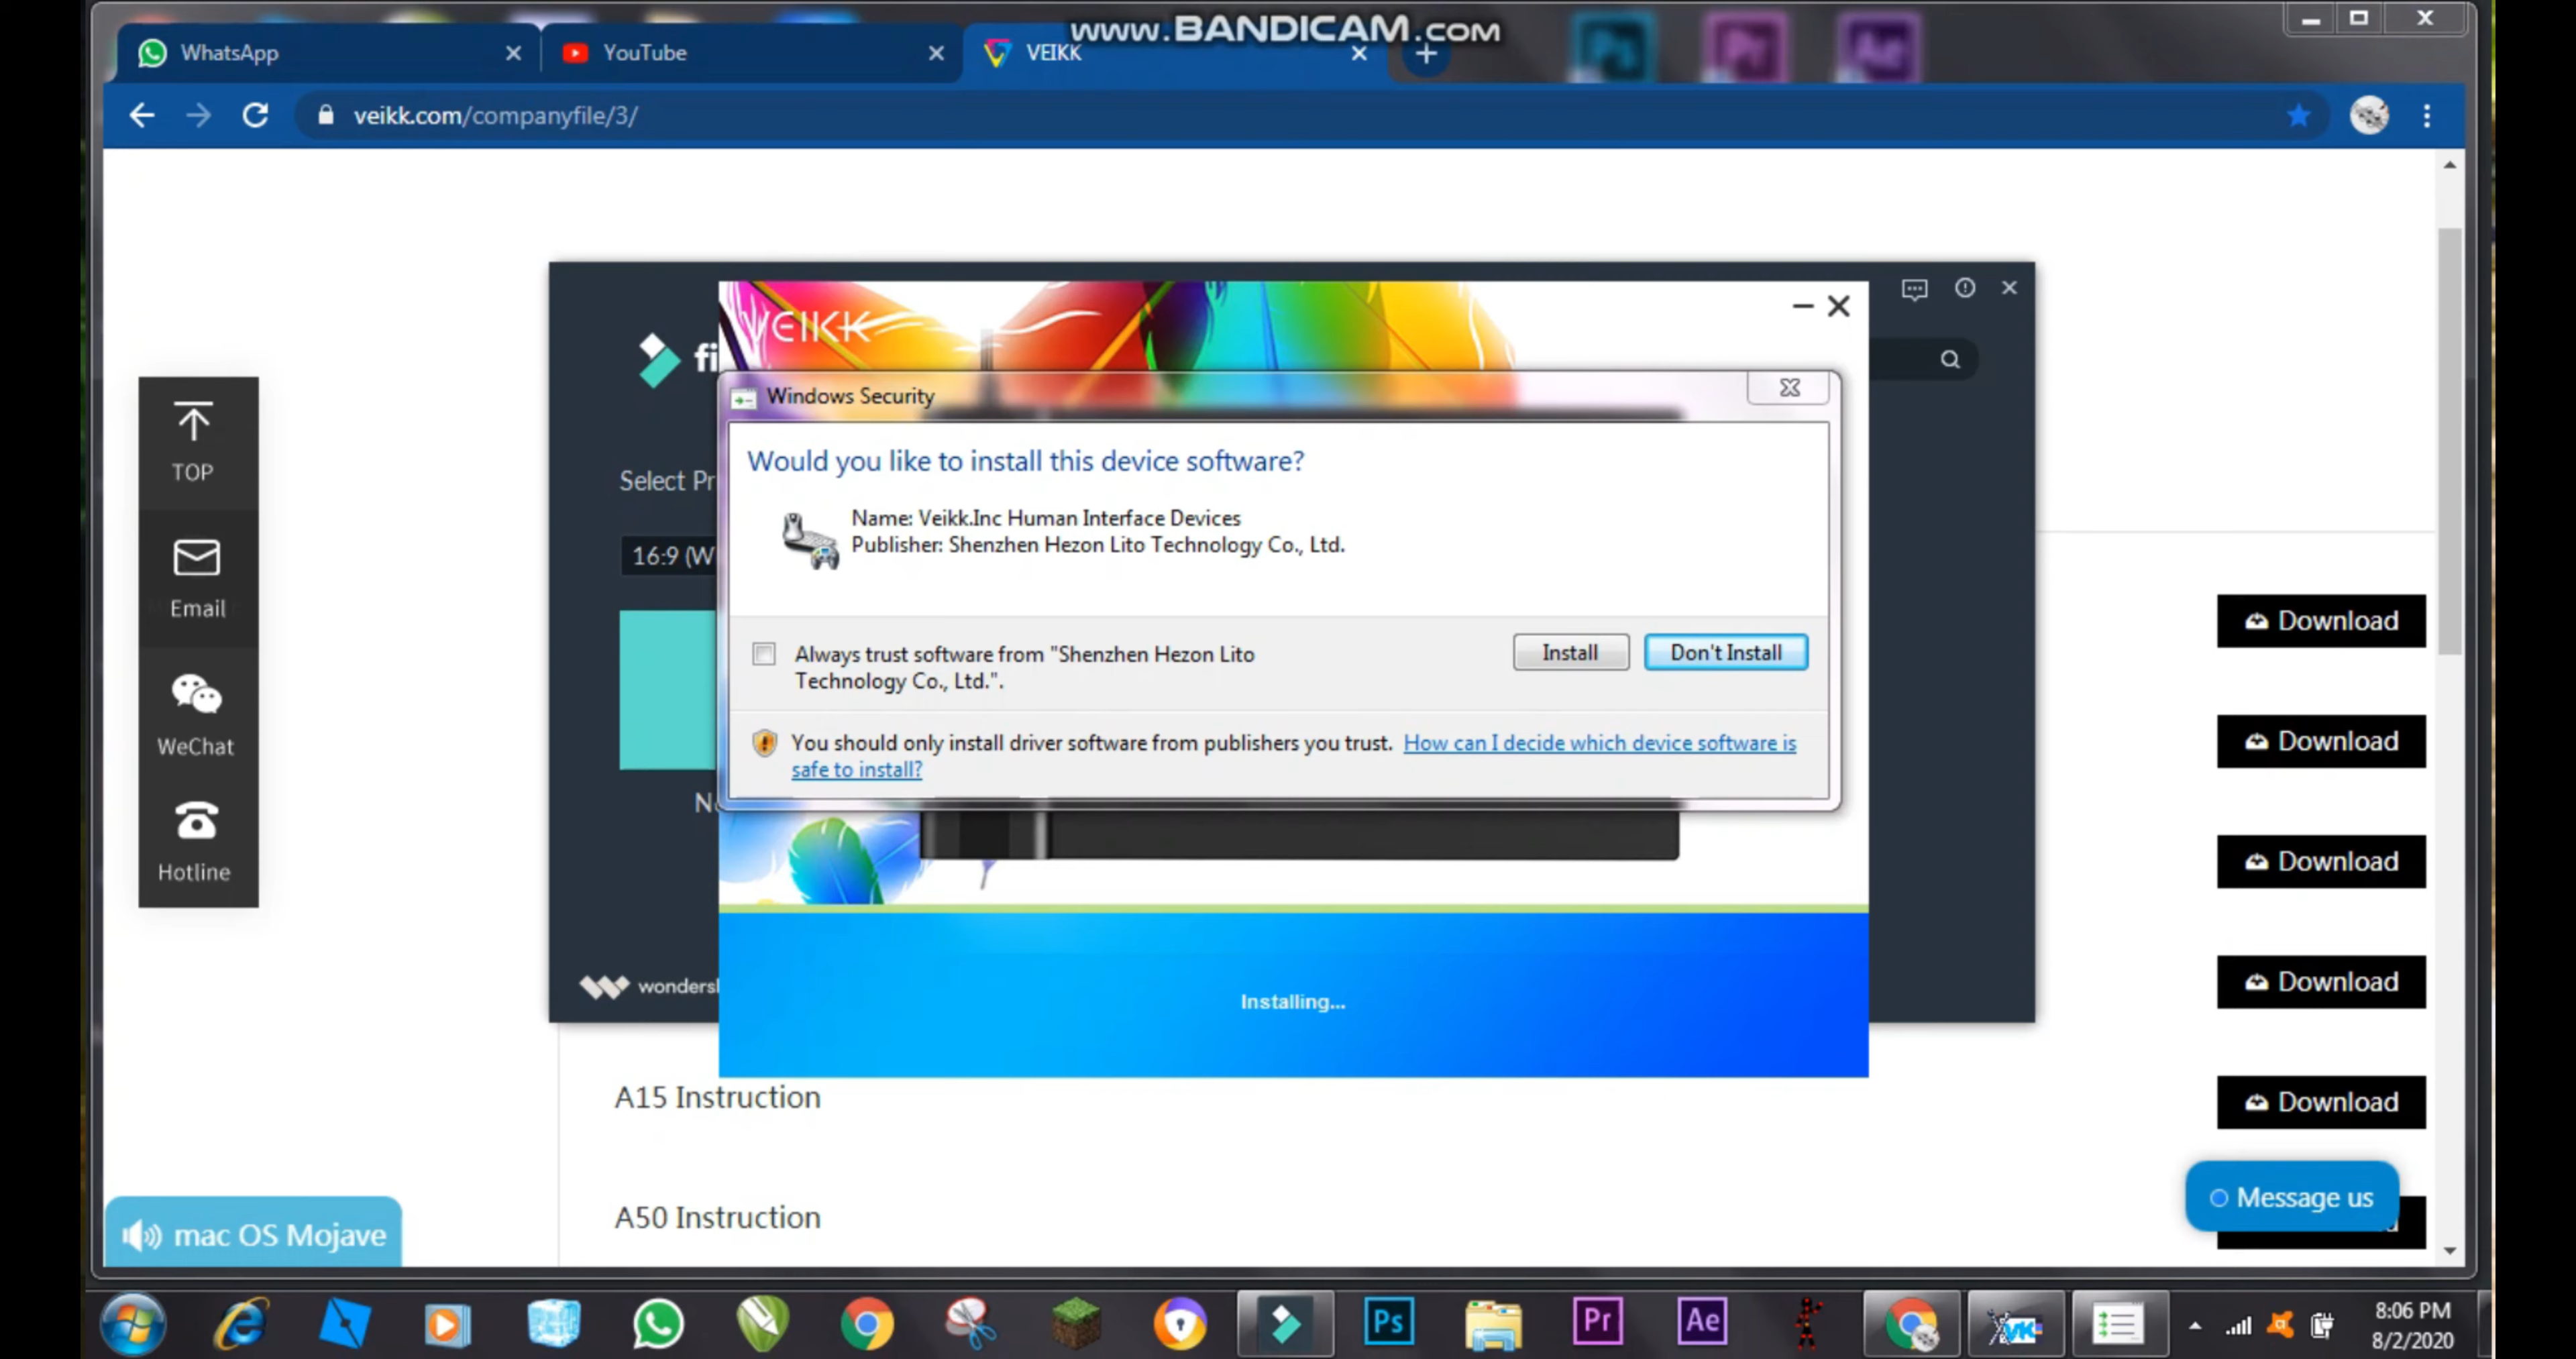 www.BANDICAM.com
WhatsApp
YouTube
VEIKK
veikk.com/companyfile/3/
VEIKK
fi
Windows Security
Would you like to install this device software?
Name: Veikk.Inc Human Interface Devices
Publisher: Shenzhen Hezon Lito Technology Co., Ltd.
Always trust software from "Shenzhen Hezon Lito
Technology Co., Ltd.".
Install
Don't Install
You should only install driver software from publishers you trust. How can I decide which device software is
safe to install?
Select Pr
16:9 (W
TOP
Email
WeChat
Hotline
wondersh
Installing...
Download
Download
Download
Download
A15 Instruction
Download
A50 Instruction
Message us
mac OS Mojave
Ps
Pr
Ae
VK
8:06 PM
8/2/2020